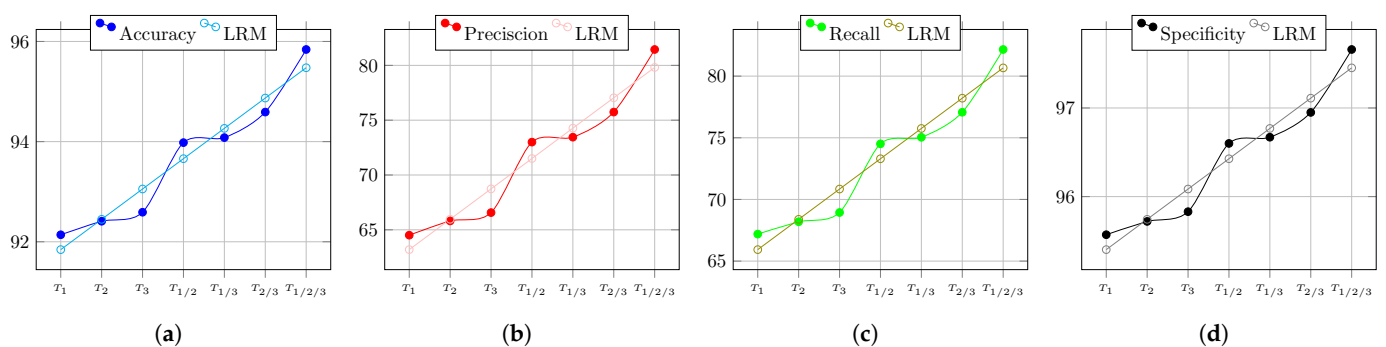 Accuracy LRM
96
94
92
T1 T2 T3 T1/2 T1/3 T2/3 T1/2/3
(a)
Preciscion LRM
80
75
70
65
T1 T2 T3 T1/2 T1/3 T2/3 T1/2/3
(b)
Recall LRM
80
75
70
65
T1 T2 T3 T1/2 T1/3 T2/3 T1/2/3
(c)
Specificity LRM
97
96
T1 T2 T3 T1/2 T1/3 T2/3 T1/2/3
(d)